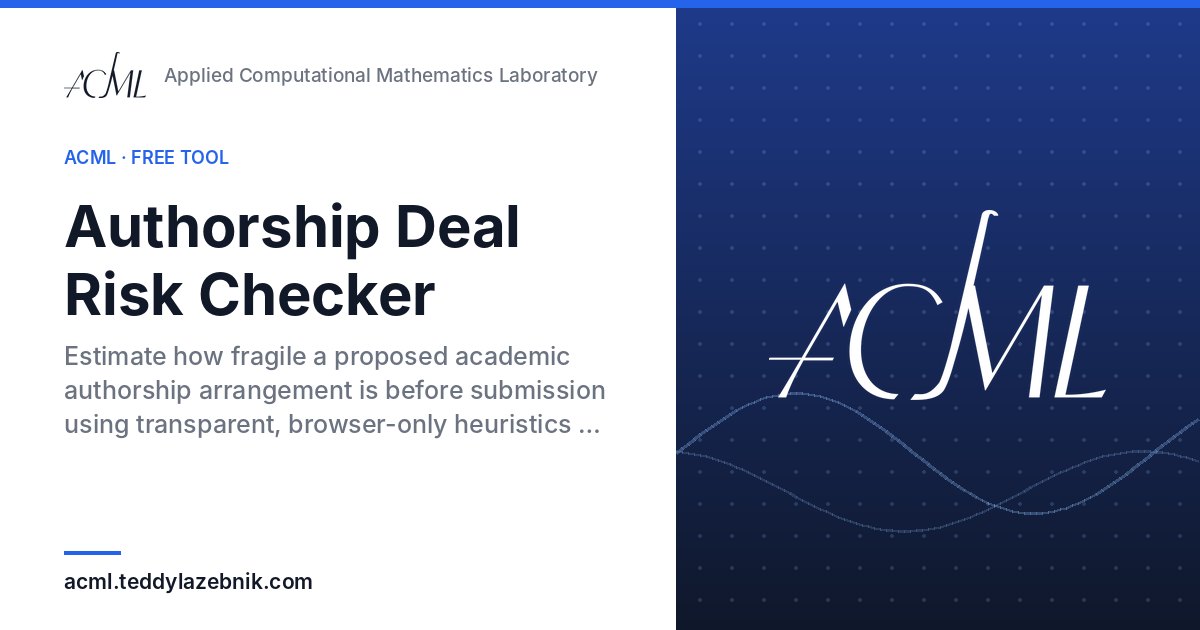 ACML Applied Computational Mathematics Laboratory
ACML · FREE TOOL
Authorship Deal
Risk Checker
Estimate how fragile a proposed academic
authorship arrangement is before submission
using transparent, browser-only heuristics ...
acml.teddylazebnik.com
ACML